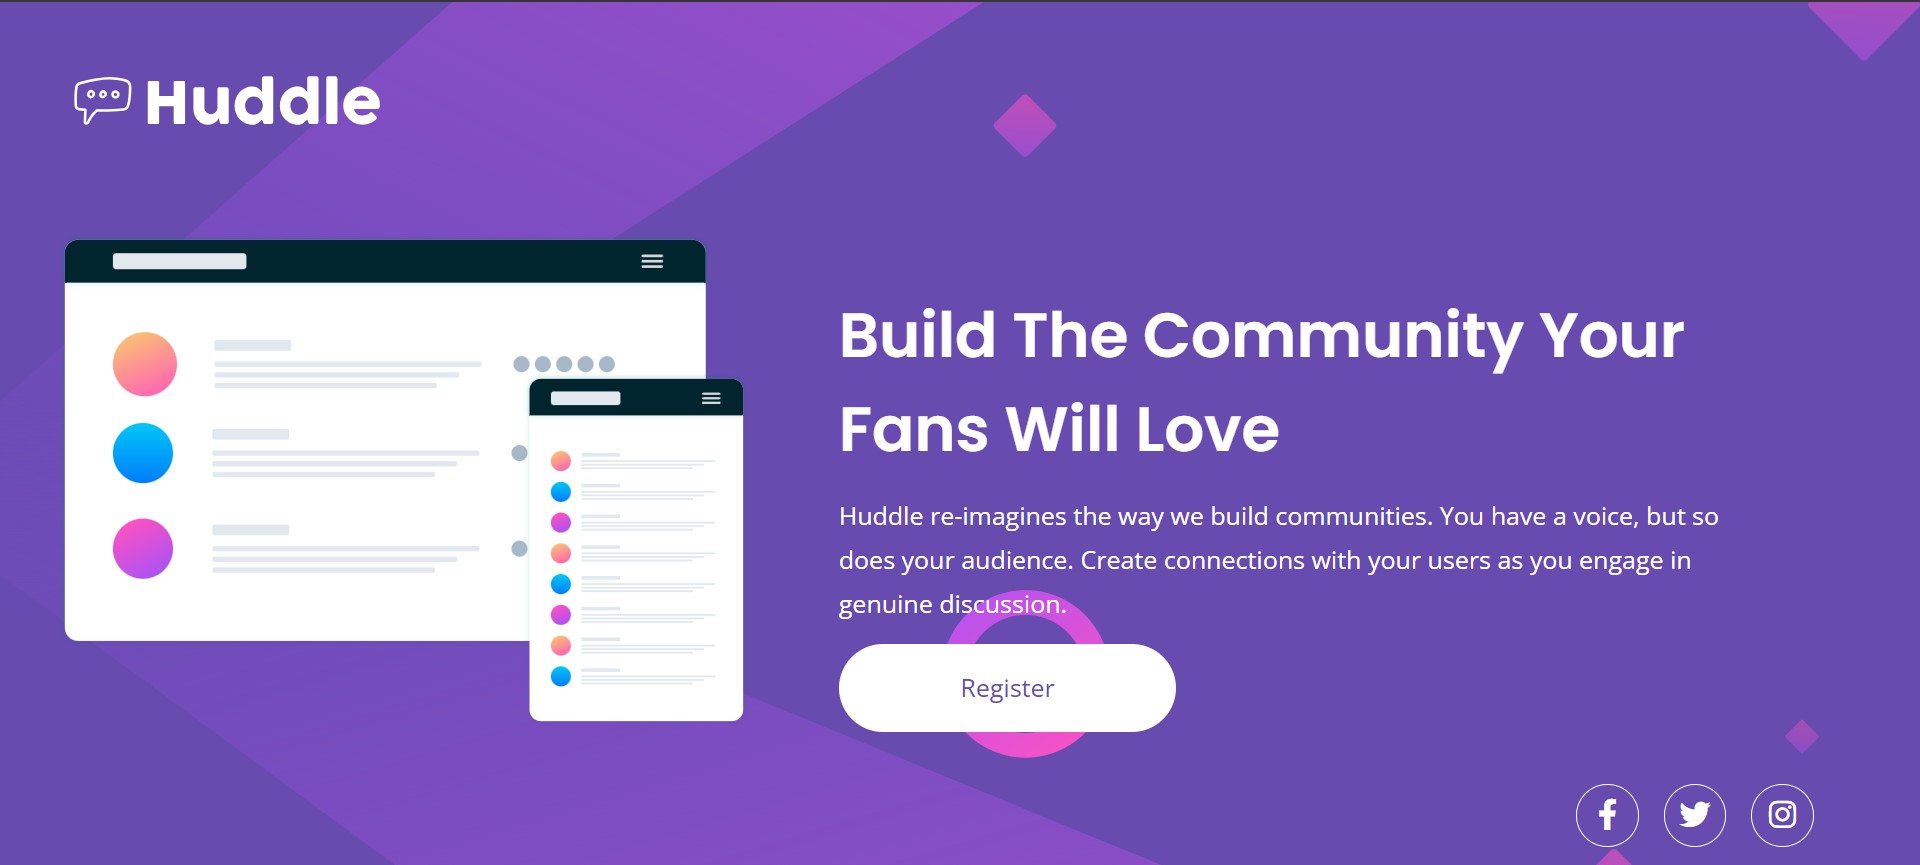 Huddle
Build The Community Your
Fans Will Love
Huddle re-imagines the way we build communities. You have a voice, but so
does your audience. Create connections with your users as you engage in
genuine discussion.
Register